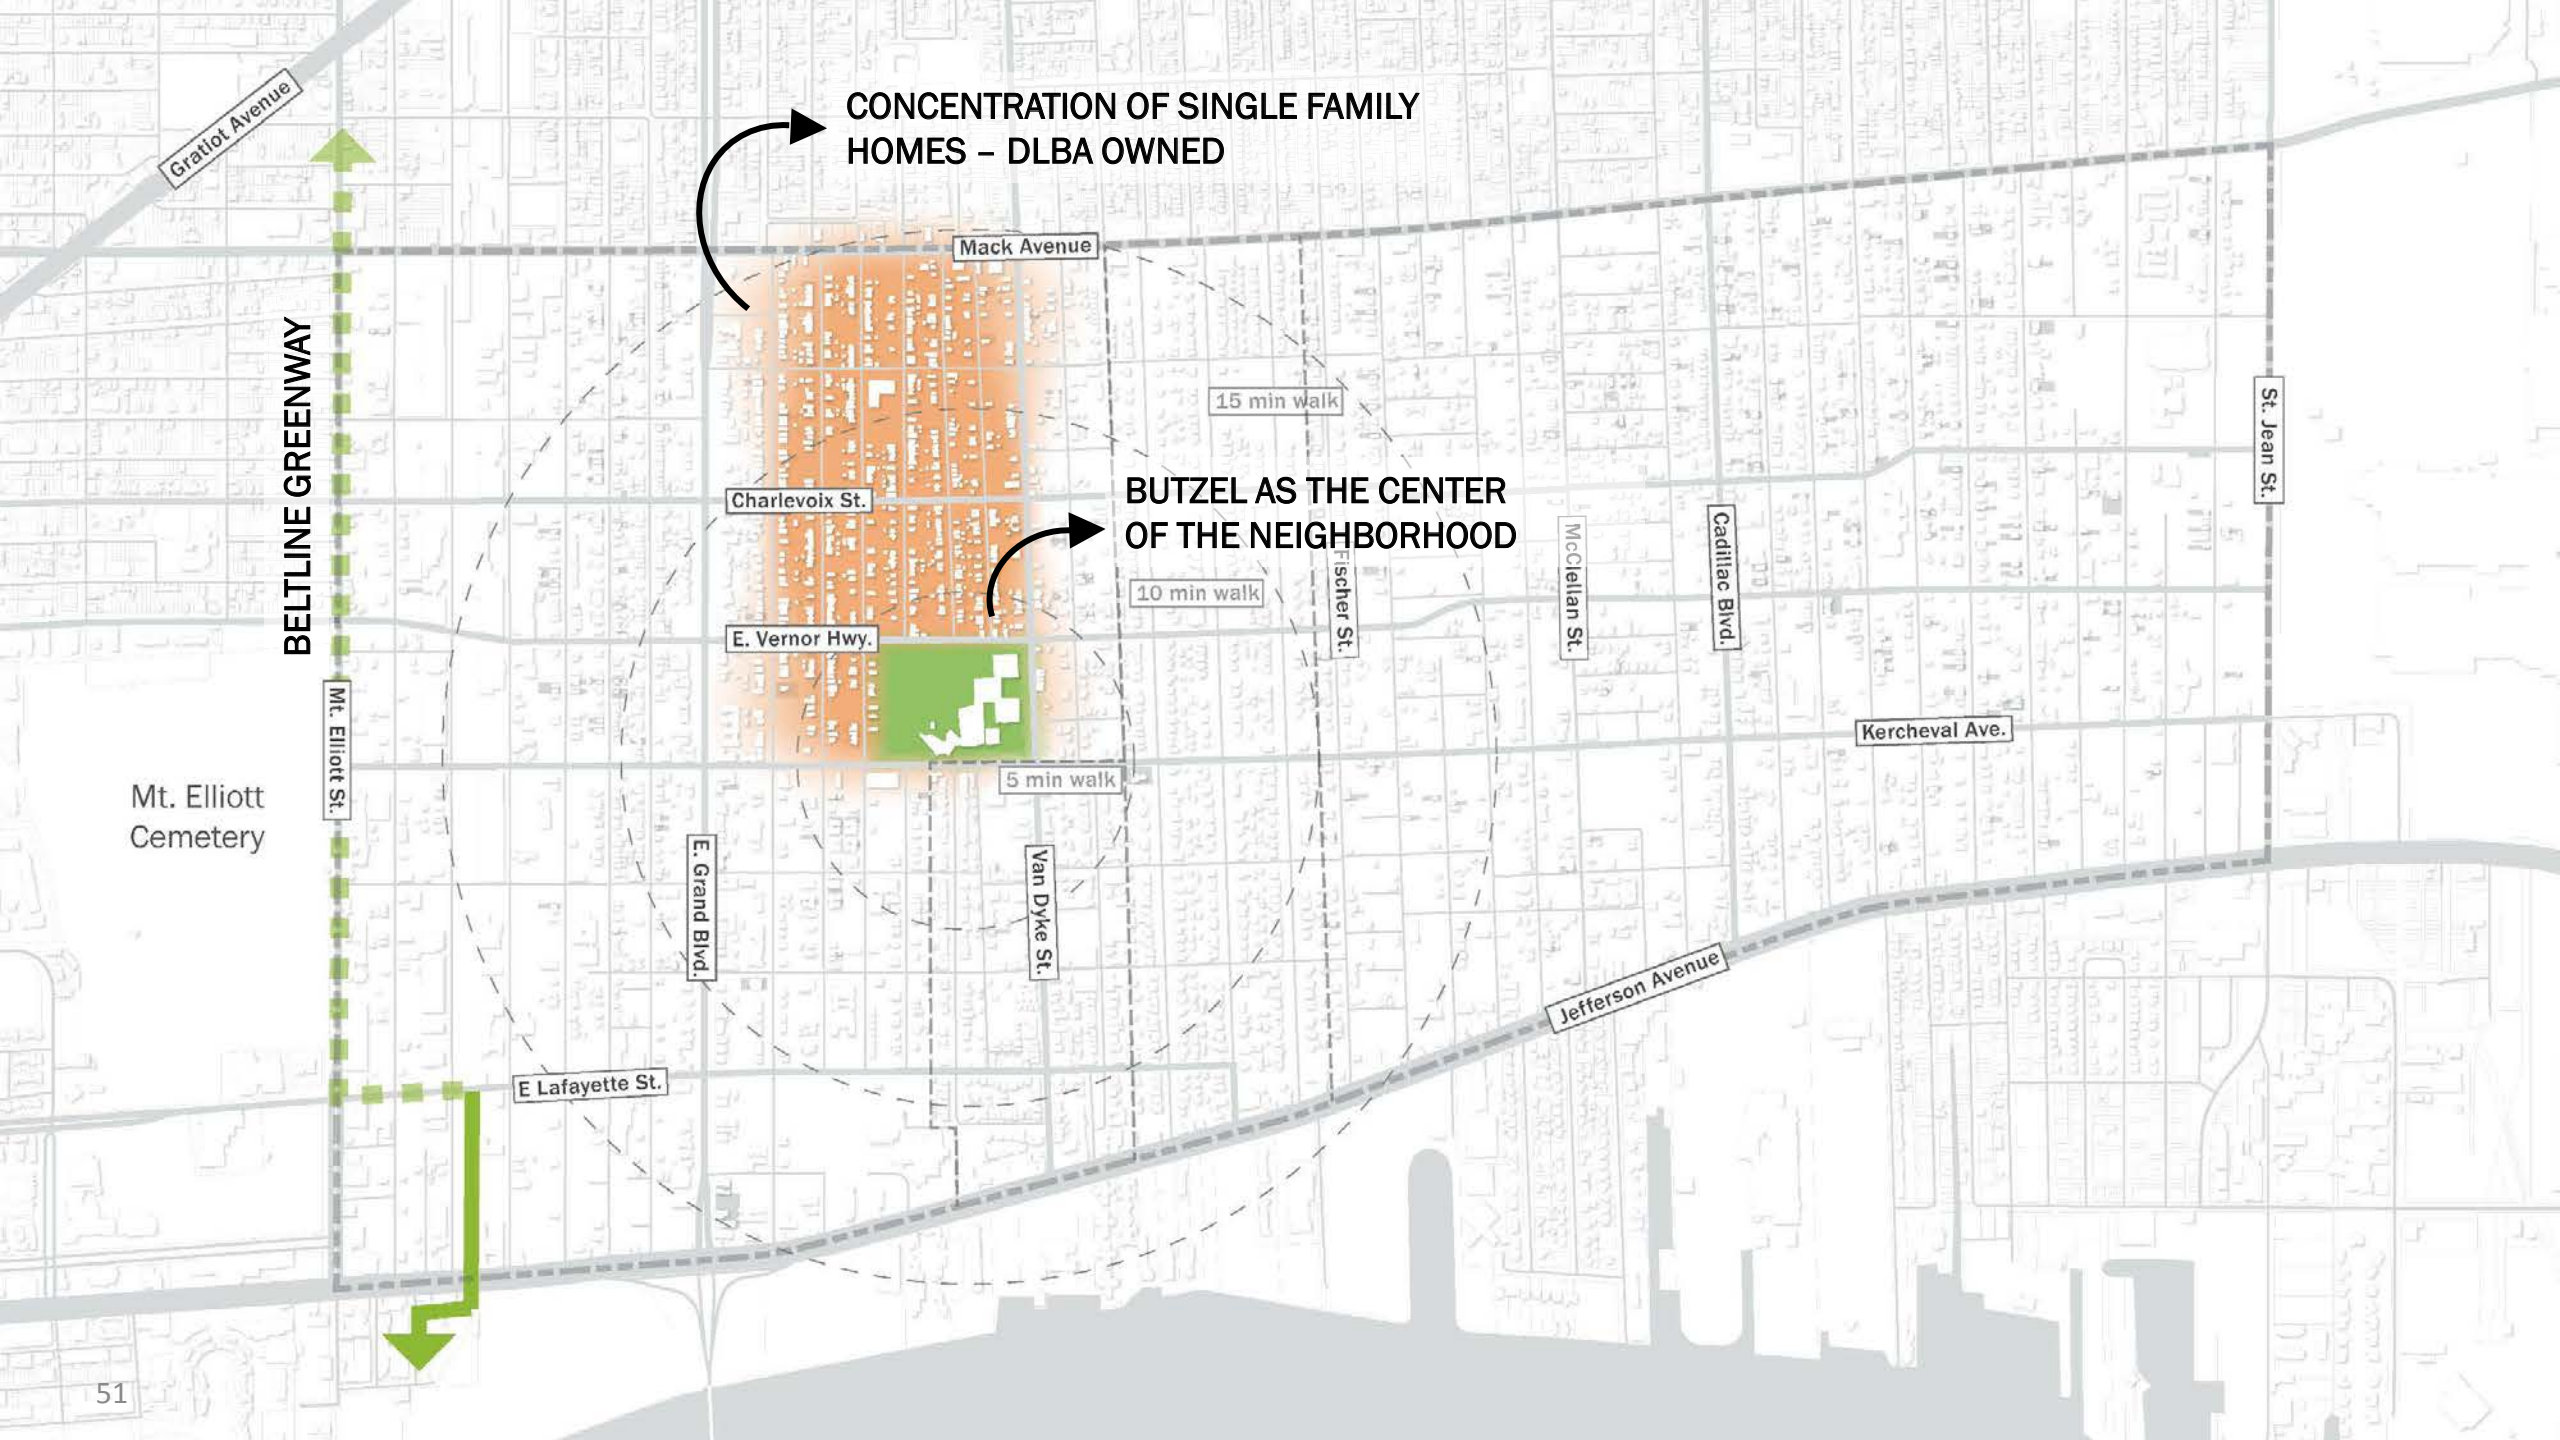 Gratiot Avenue
CONCENTRATION OF SINGLE FAMILY
HOMES – DLBA OWNED
Mack Avenue
BELTLINE GREENWAY
15 min walk
St. Jean St.
Charlevoix St.
BUTZEL AS THE CENTER
OF THE NEIGHBORHOOD
10 min walk
Fischer St.
McClellan St.
Cadillac Blvd.
E. Vernor Hwy.
Mt. Elliott St.
Kercheval Ave.
5 min walk
Mt. Elliott
Cemetery
E. Grand Blvd.
Van Dyke St.
Jefferson Avenue
E Lafayette St.
51